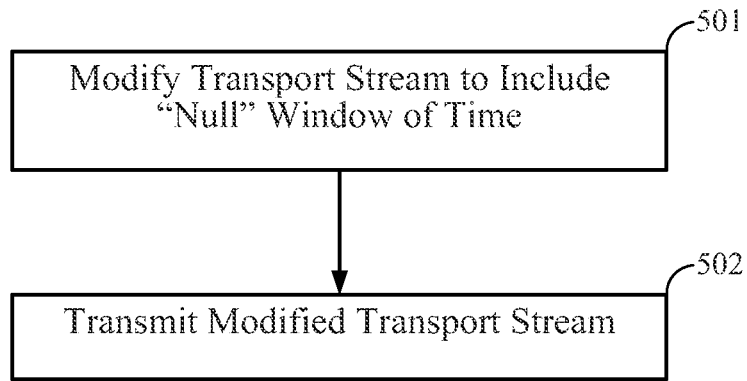 501
Modify Transport Stream to Include
“Null” Window of Time
502
Transmit Modified Transport Stream